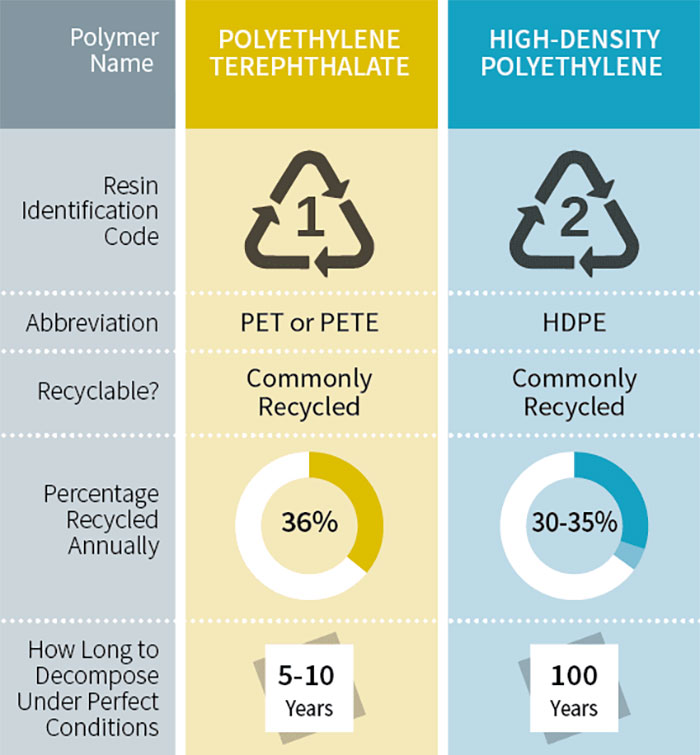 Polymer
Name
POLYETHYLENE
TEREPHTHALATE
HIGH-DENSITY
POLYETHYLENE
Resin
Identification
Code
1
2
Abbreviation
PET or PETE
HDPE
Recyclable?
Commonly
Recycled
Commonly
Recycled
Percentage
Recycled
Annually
36%
30-35%
How Long to
Decompose
Under Perfect
Conditions
5-10
Years
100
Years